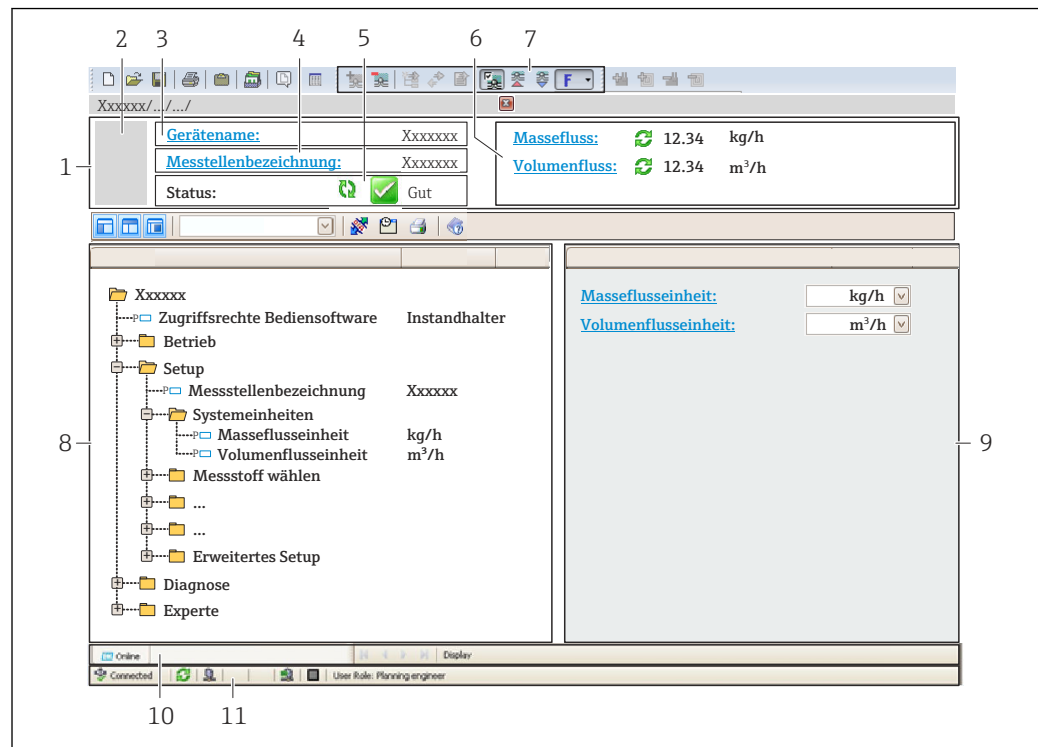 2 3 4 5 6 7
F
Xxxxxx/.../.../
Gerätename: Xxxxxxx
Messtellenbezeichnung: Xxxxxxx
Status: Gut
Massefluss: 12.34 kg/h
Volumenfluss: 12.34 m³/h
1
Xxxxxx
P Zugriffsrechte Bediensoftware Instandhalter
Betrieb
Setup
P Messstellenbezeichnung Xxxxxx
Systemeinheiten
P Masseflusseinheit kg/h
P Volumenflusseinheit m³/h
Messstoff wählen
...
...
Erweitertes Setup
Diagnose
Experte
8
Masseflusseinheit: kg/h
Volumenflusseinheit: m³/h
9
Online Display
Connected User Role: Planning engineer
10 11